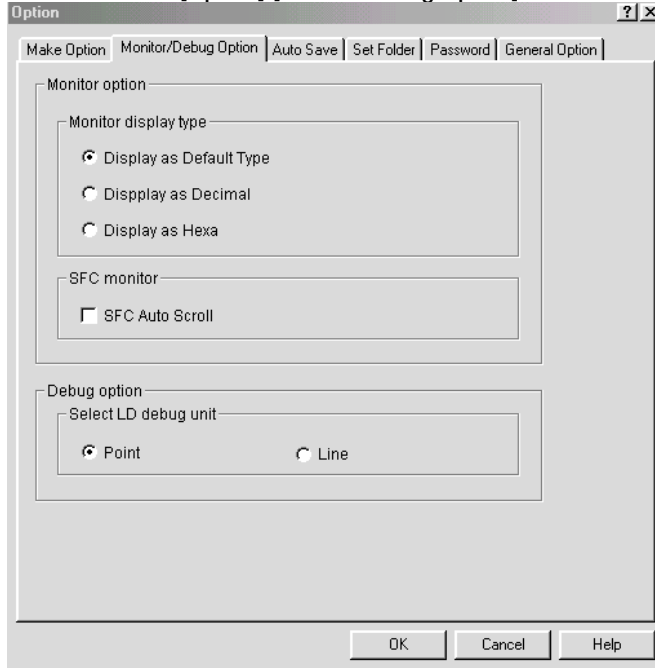 Option
Make Option Monitor/Debug Option Auto Save Set Folder Password General Option
Monitor option
Monitor display type
Display as Default Type
Dispplay as Decimal
Display as Hexa
SFC monitor
SFC Auto Scroll
Debug option
Select LD debug unit
Point Line
OK Cancel Help